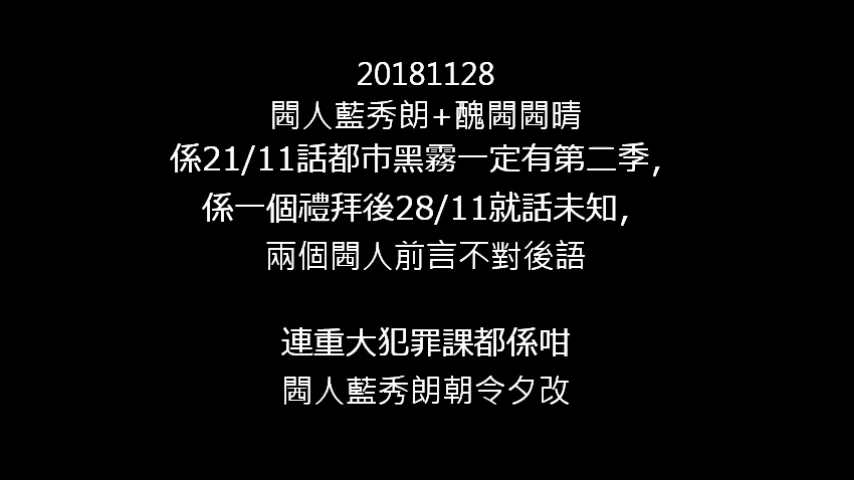 20181128
閪人藍秀朗+醜閪閪晴
係21/11話都市黑霧一定有第二季，
係一個禮拜後28/11就話未知，
兩個閪人前言不對後語
連重大犯罪課都係咁
閪人藍秀朗朝令夕改